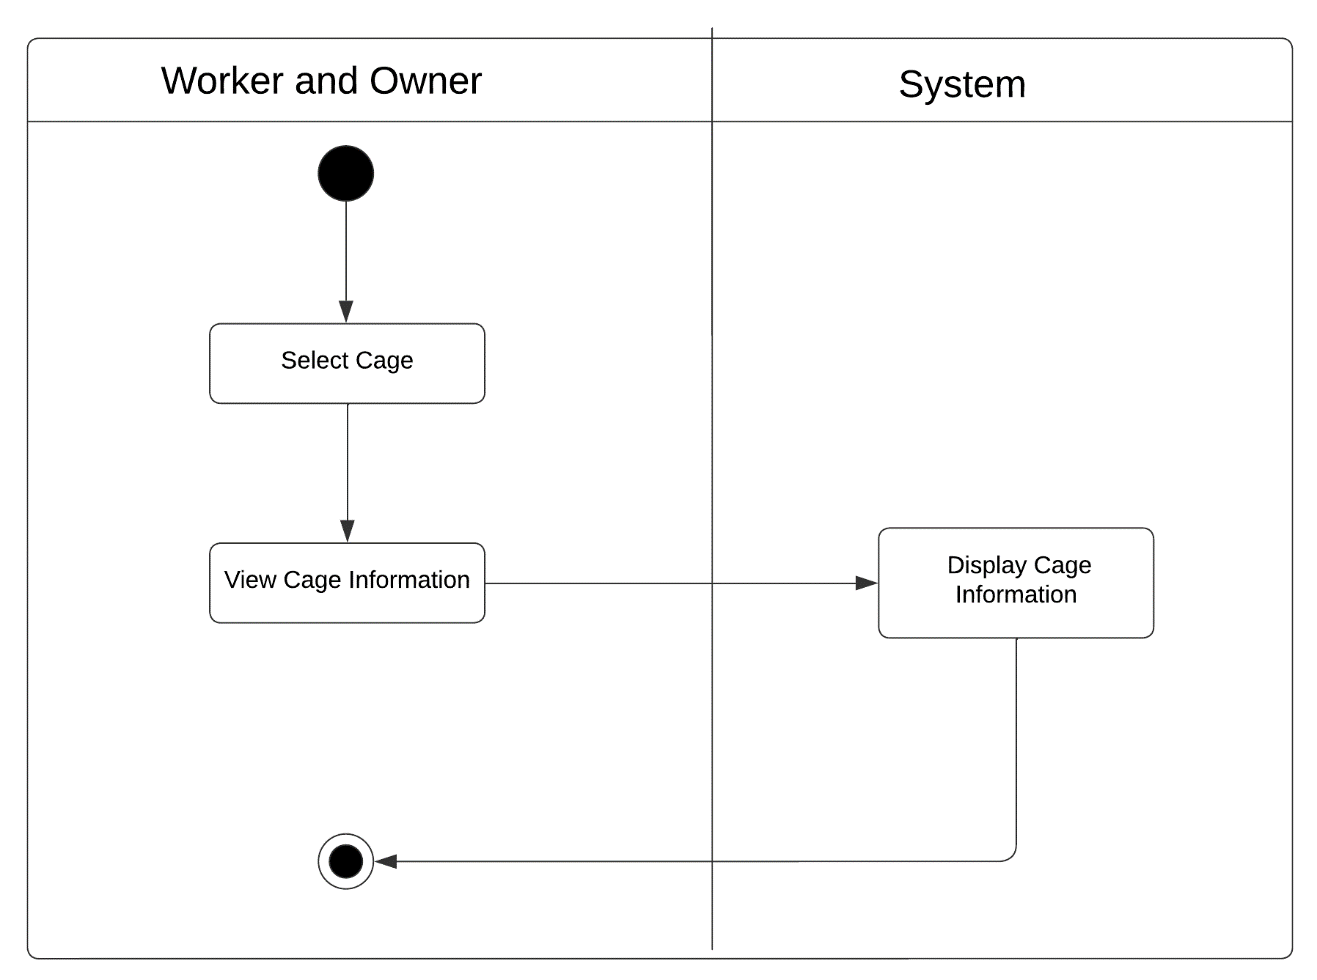 Worker and Owner
System
Select Cage
View Cage Information
Display Cage
Information